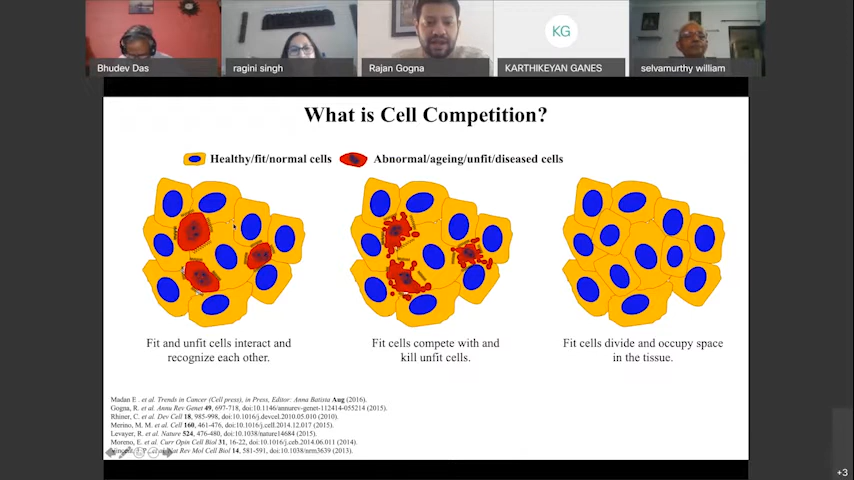 KG
Bhudev Das
ragini singh
Rajan Gogna
KARTHIKEYAN GANES
selvamurthy william
What is Cell Competition?
Healthy/fit/normal cells
Abnormal/ageing/unfit/diseased cells
Fit and unfit cells interact and
recognize each other.
Fit cells compete with and
kill unfit cells.
Fit cells divide and occupy space
in the tissue.
Madan E . et al. Trends in Cancer (Cell press), in Press, Editor: Anna Batista Aug (2016).
Gogna, R. et al. Annu Rev Genet 49, 697-718, doi:10.1146/annurev-genet-112414-055214 (2015).
Rhiner, C. et al. Dev Cell 18, 985-998, doi:10.1016/j.devcel.2010.05.010 (2010).
Merino, M. M. et al. Cell 160, 461-476, doi:10.1016/j.cell.2014.12.017 (2015).
Levayer, R. et al. Nature 524, 476-480, doi:10.1038/nature14684 (2015).
Moreno, E. et al. Curr Opin Cell Biol 31, 16-22, doi:10.1016/j.ceb.2014.06.011 (2014).
Nat Rev Mol Cell Biol 14, 581-591, doi:10.1038/nrm3639 (2013).
+3